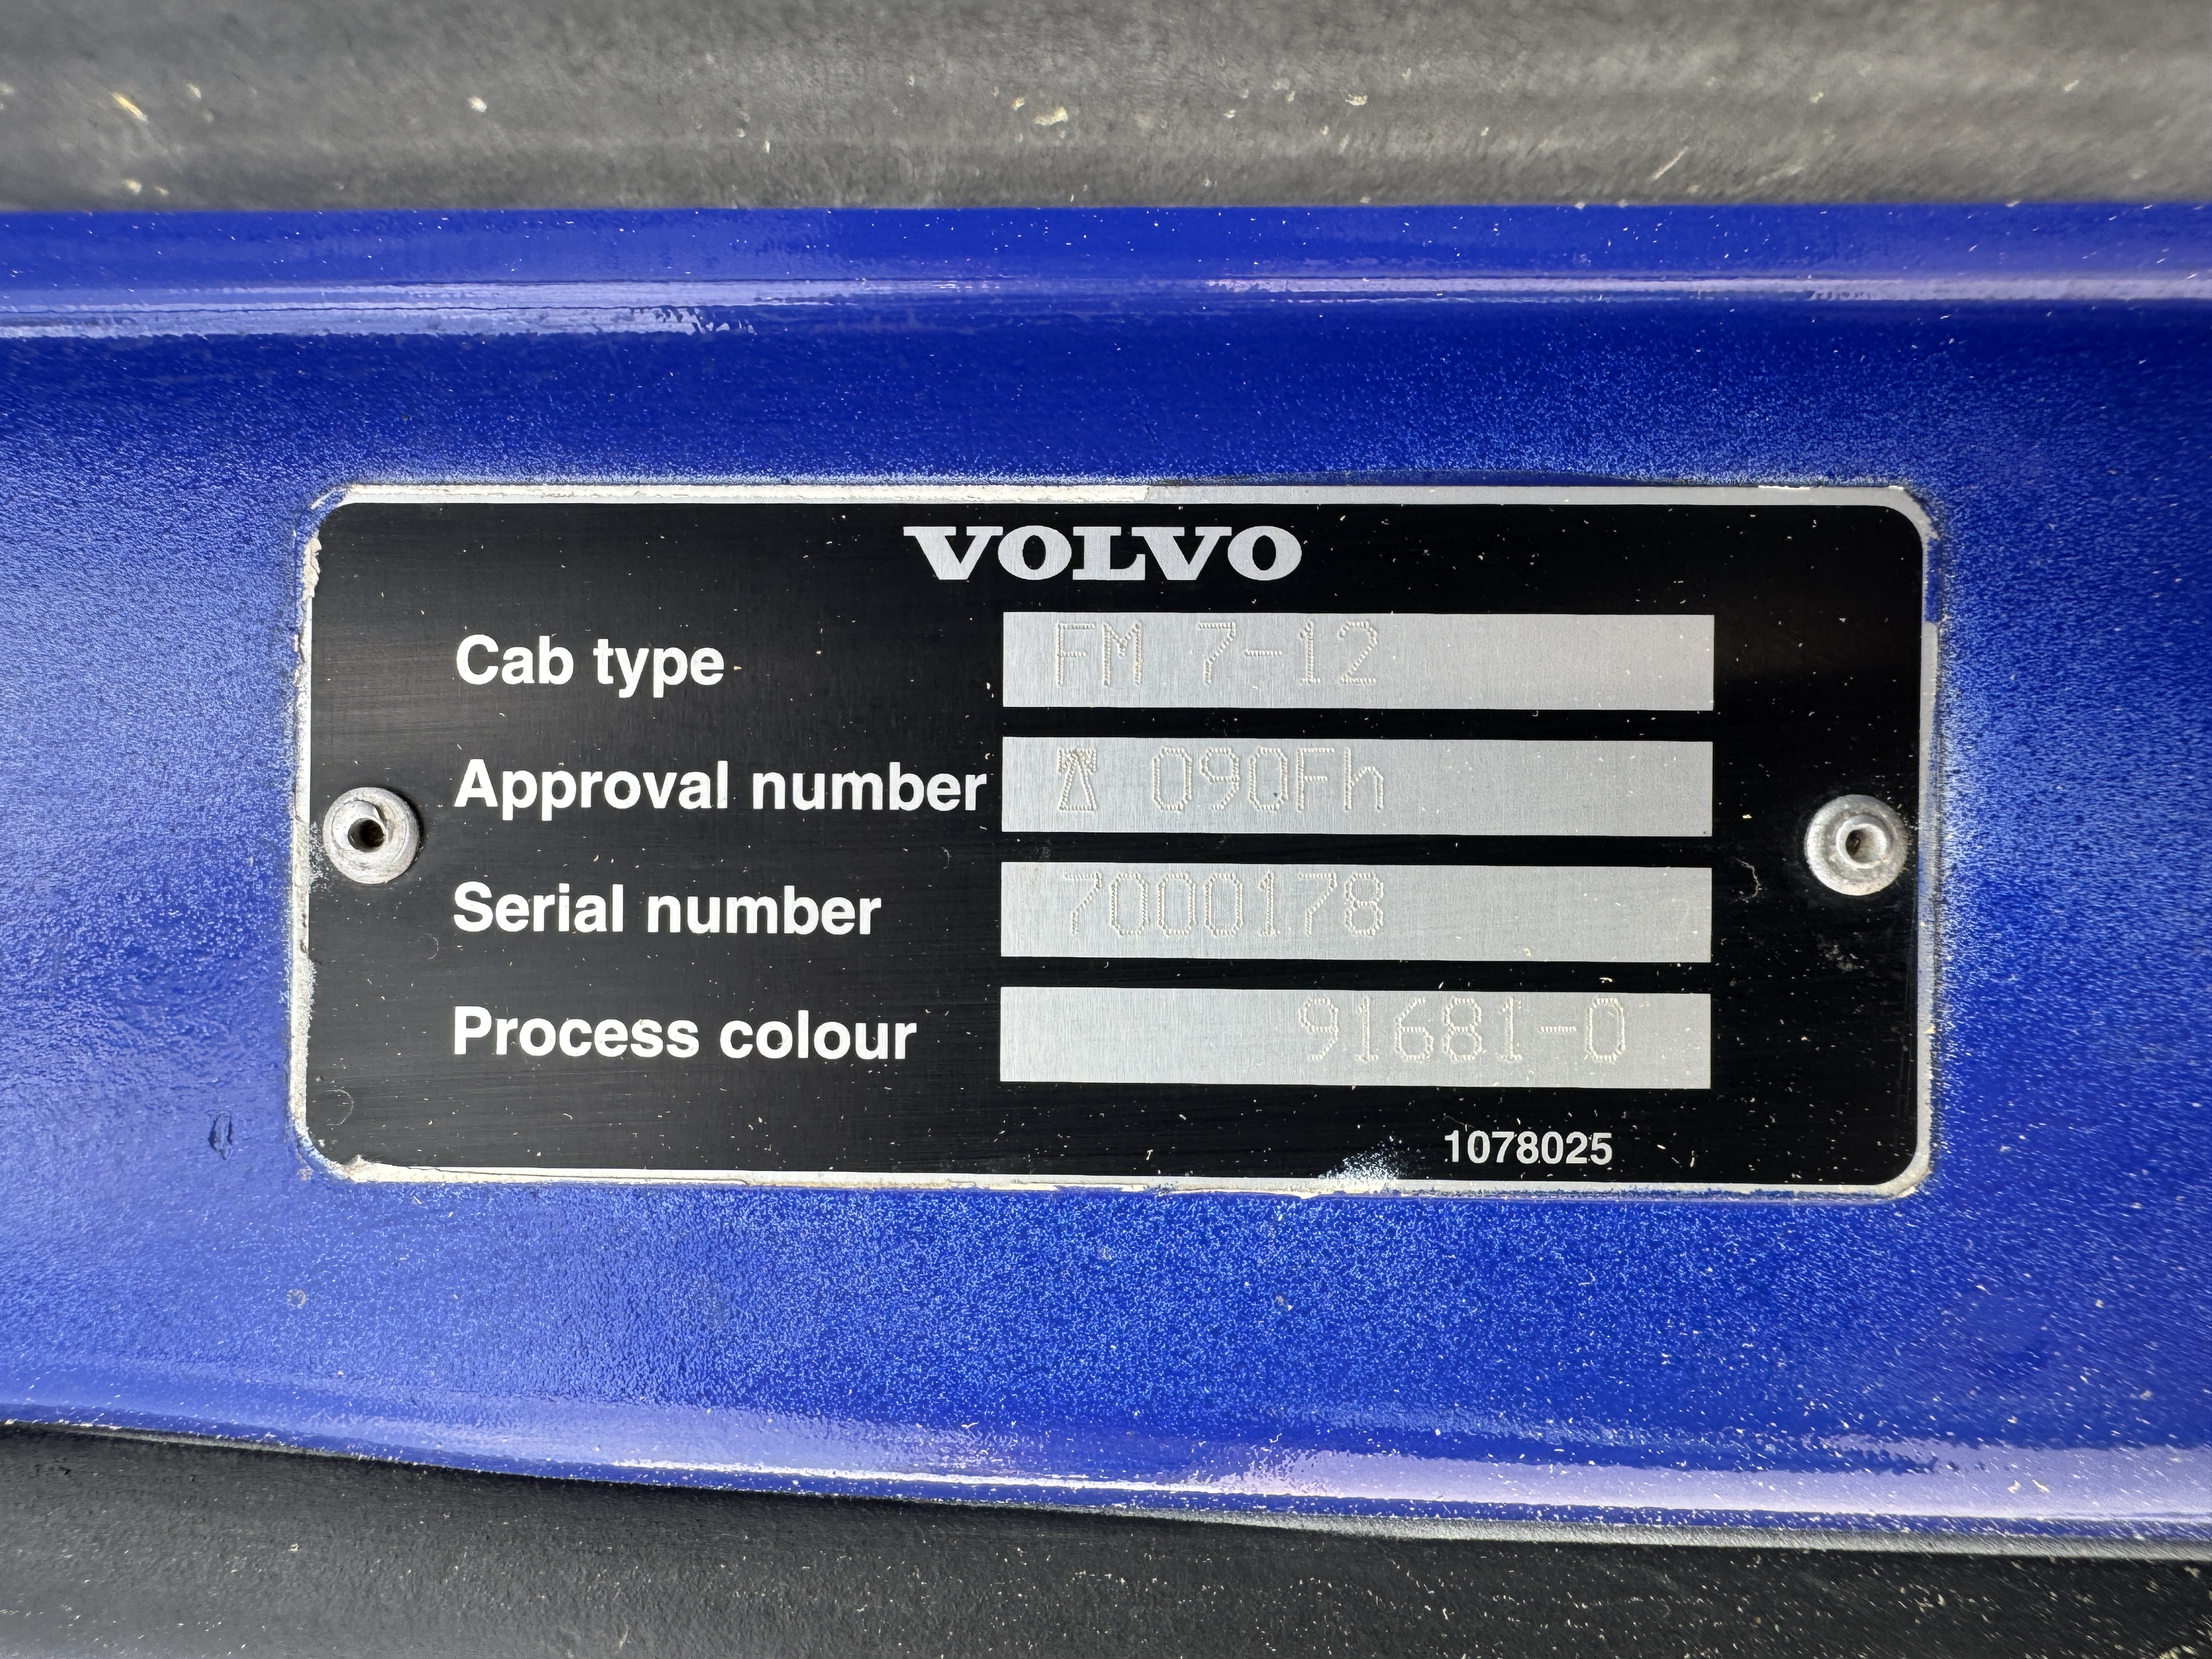 VOLVO
Cab type FM 7-12
Approval number 090Fh
Serial number 7000178
Process colour 91681-0
1078025